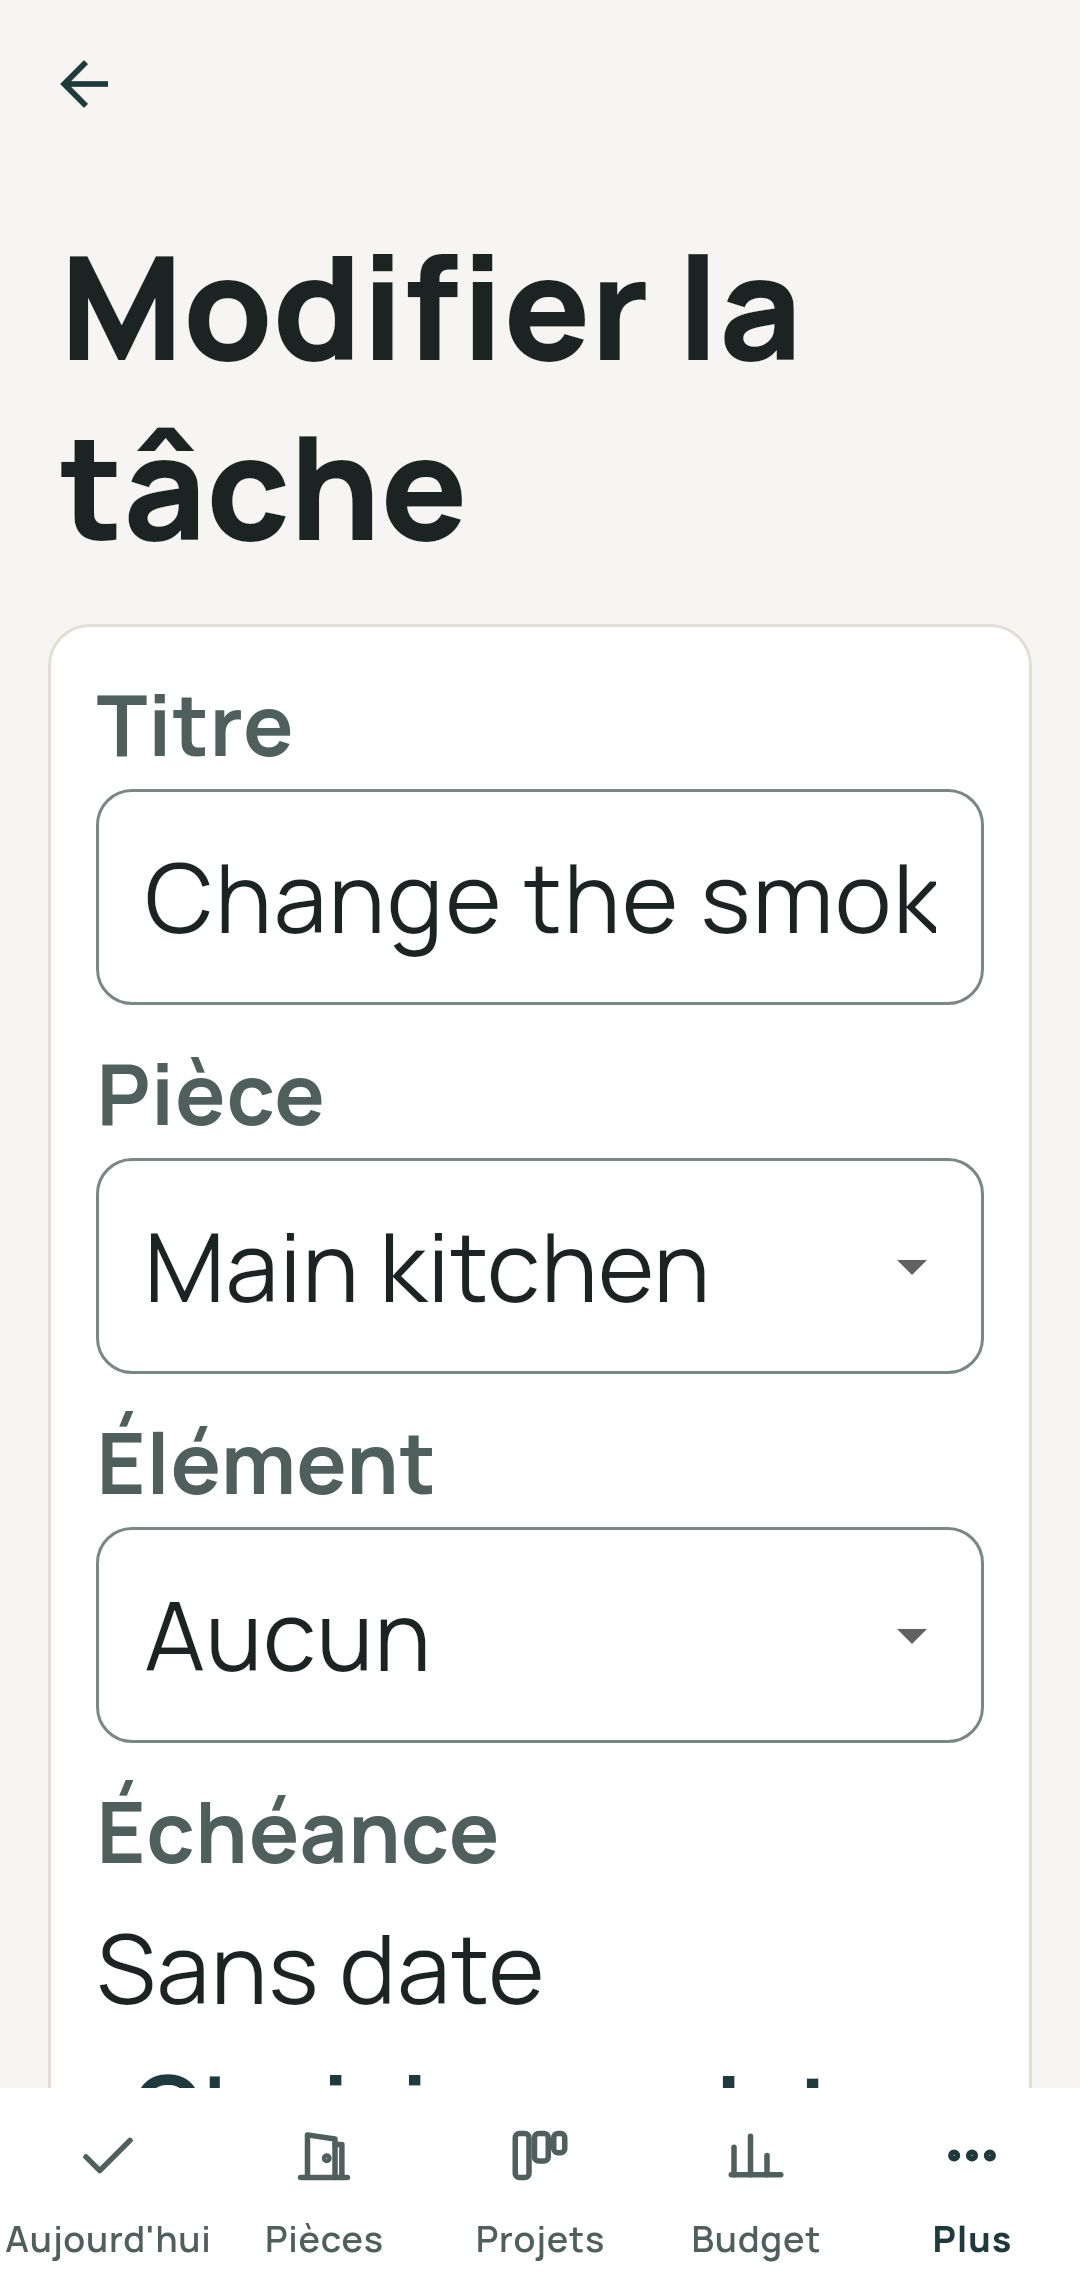 Modifier la
tâche
Titre
Change the smok
Pièce
Main kitchen
Élément
Aucun
Échéance
Sans date
Aujourd'hui
Pièces
Projets
Budget
Plus